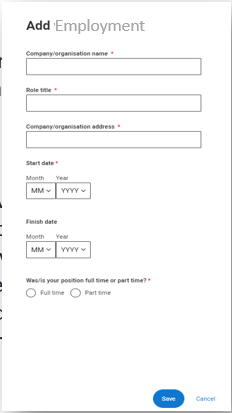 Add Employment
Company/organisation name *
Role title *
Company/organisation address *
Start date *
Month Year
MM YYYY
Finish date
Month Year
MM YYYY
Was/is your position full time or part time? *
Full time Part time
Save Cancel